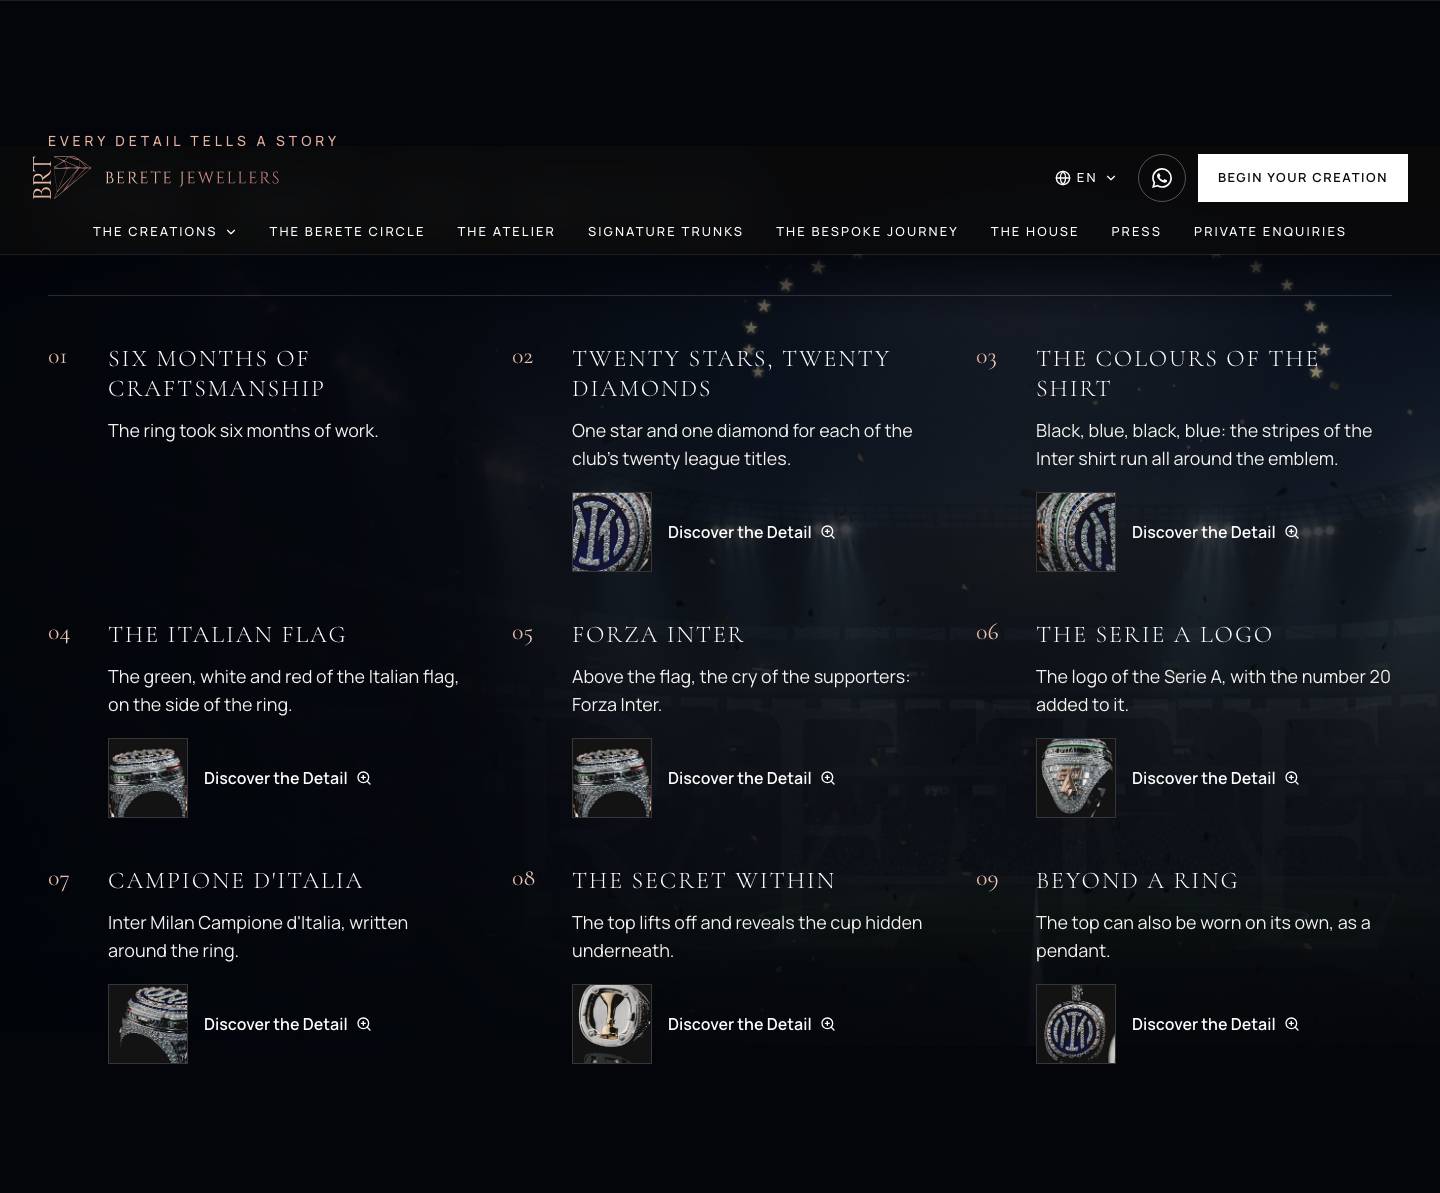 EVERY DETAIL TELLS A STORY
BRT
BERETE JEWELLERS
EN
BEGIN YOUR CREATION
THE CREATIONS
THE BERETE CIRCLE
THE ATELIER
SIGNATURE TRUNKS
THE BESPOKE JOURNEY
THE HOUSE
PRESS
PRIVATE ENQUIRIES
01
SIX MONTHS OF
CRAFTSMANSHIP
The ring took six months of work.
02
TWENTY STARS, TWENTY
DIAMONDS
One star and one diamond for each of the
club's twenty league titles.
Discover the Detail
03
THE COLOURS OF THE
SHIRT
Black, blue, black, blue: the stripes of the
Inter shirt run all around the emblem.
Discover the Detail
04
THE ITALIAN FLAG
The green, white and red of the Italian flag,
on the side of the ring.
Discover the Detail
05
FORZA INTER
Above the flag, the cry of the supporters:
Forza Inter.
Discover the Detail
06
THE SERIE A LOGO
The logo of the Serie A, with the number 20
added to it.
Discover the Detail
07
CAMPIONE D'ITALIA
Inter Milan Campione d'Italia, written
around the ring.
Discover the Detail
08
THE SECRET WITHIN
The top lifts off and reveals the cup hidden
underneath.
Discover the Detail
09
BEYOND A RING
The top can also be worn on its own, as a
pendant.
Discover the Detail